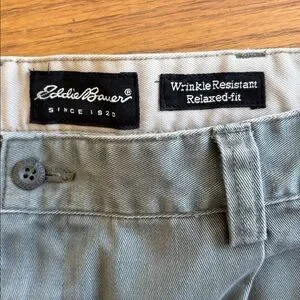 Eddie Bauer®
SINCE 1920
Wrinkle Resistant
Relaxed-fit